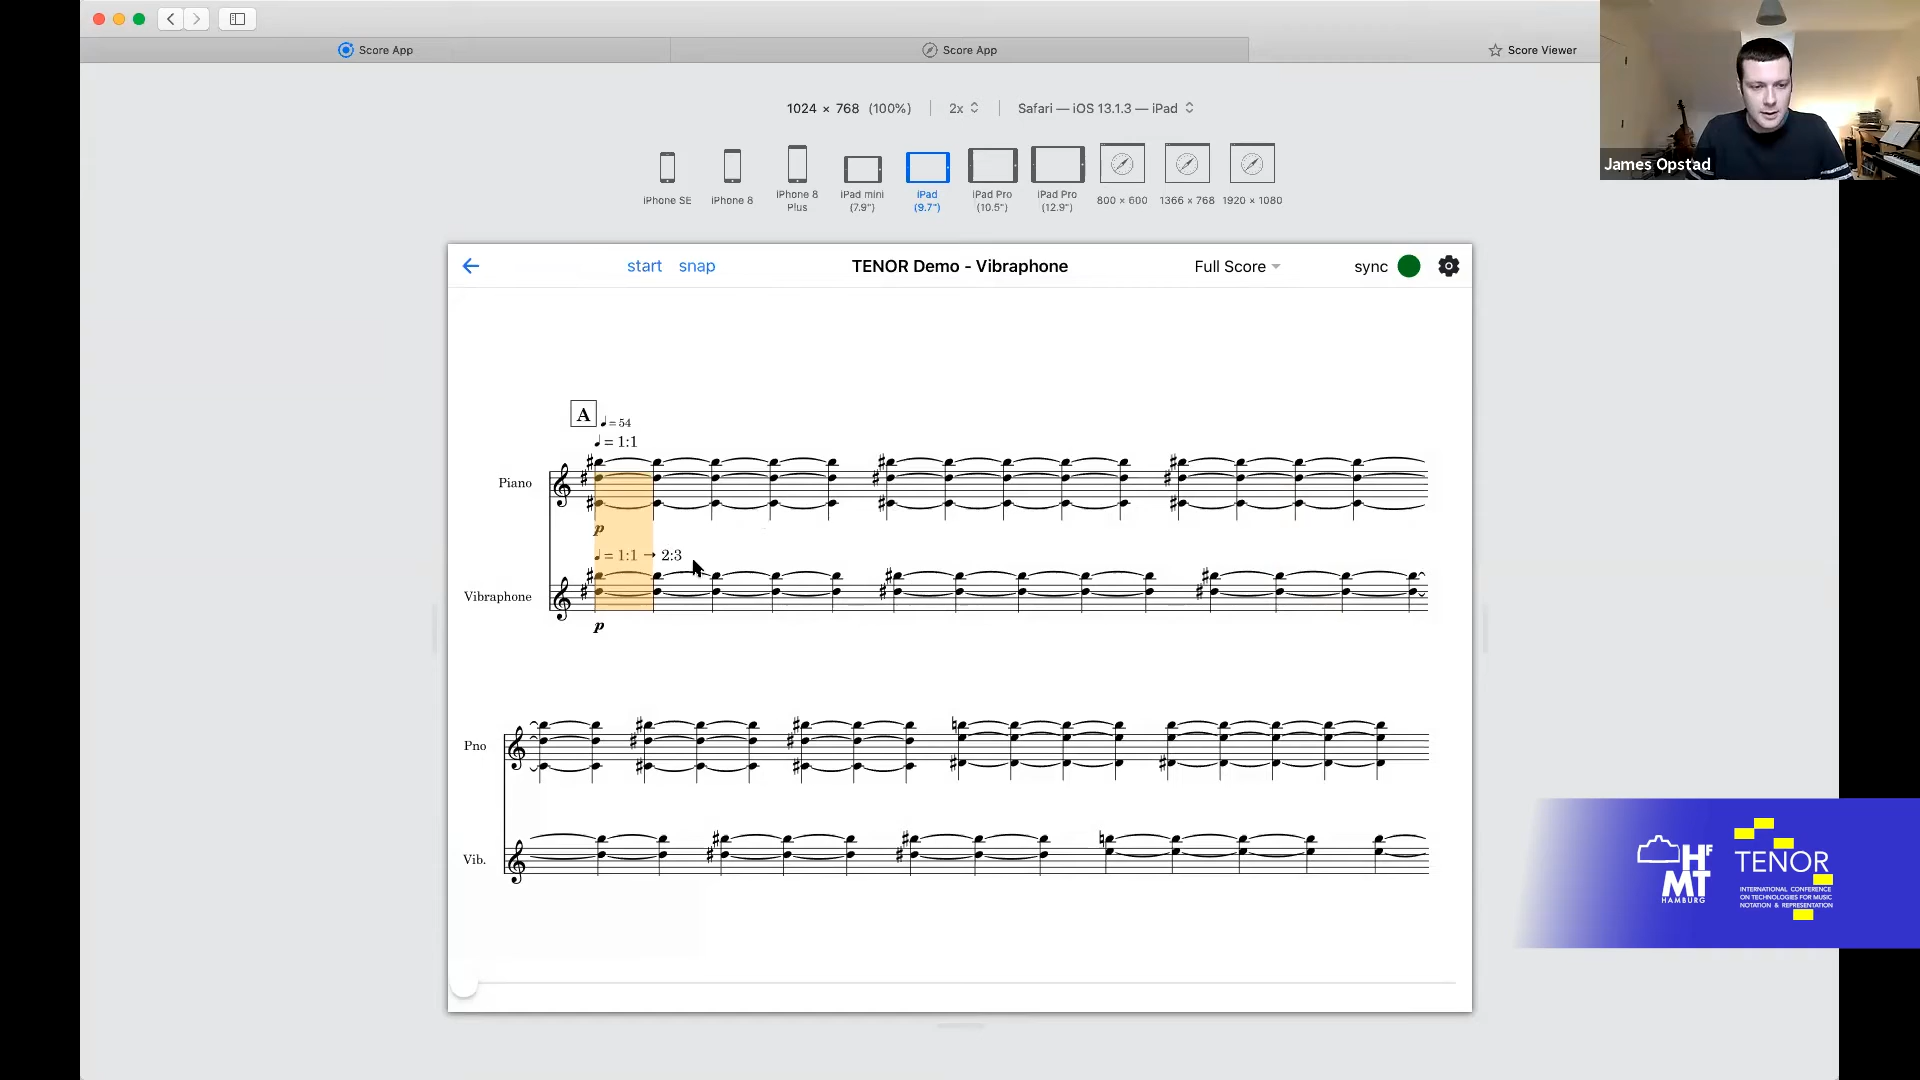 Score App
Score App
Score Viewer
1024 × 768 (100%)
2x
Safari — iOS 13.1.3 — iPad
iPhone SE
iPhone 8
iPhone 8 Plus
iPad mini (7.9")
iPad (9.7")
iPad Pro (10.5")
iPad Pro (12.9")
800 × 600
1366 × 768
1920 × 1080
James Opstad
start
snap
TENOR Demo - Vibraphone
Full Score
sync
A
♩ = 54
♩ = 1:1
Piano
p
♩ = 1:1 → 2:3
Vibraphone
p
Pno
Vib.
HfMT
HAMBURG
TENOR
INTERNATIONAL CONFERENCE
ON TECHNOLOGIES FOR MUSIC
NOTATION & REPRESENTATION